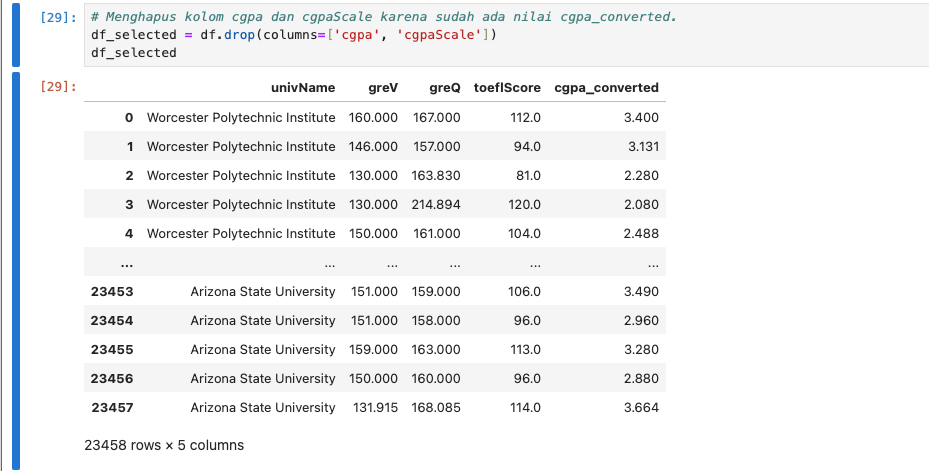 [29]: # Menghapus kolom cgpa dan cgpaScale karena sudah ada nilai cgpa_converted.
df_selected = df.drop(columns=['cgpa', 'cgpaScale'])
df_selected
[29]: univName greV greQ toeflScore cgpa_converted
0 Worcester Polytechnic Institute 160.000 167.000 112.0 3.400
1 Worcester Polytechnic Institute 146.000 157.000 94.0 3.131
2 Worcester Polytechnic Institute 130.000 163.830 81.0 2.280
3 Worcester Polytechnic Institute 130.000 214.894 120.0 2.080
4 Worcester Polytechnic Institute 150.000 161.000 104.0 2.488
... ... ... ... ... ...
23453 Arizona State University 151.000 159.000 106.0 3.490
23454 Arizona State University 151.000 158.000 96.0 2.960
23455 Arizona State University 159.000 163.000 113.0 3.280
23456 Arizona State University 150.000 160.000 96.0 2.880
23457 Arizona State University 131.915 168.085 114.0 3.664
23458 rows × 5 columns